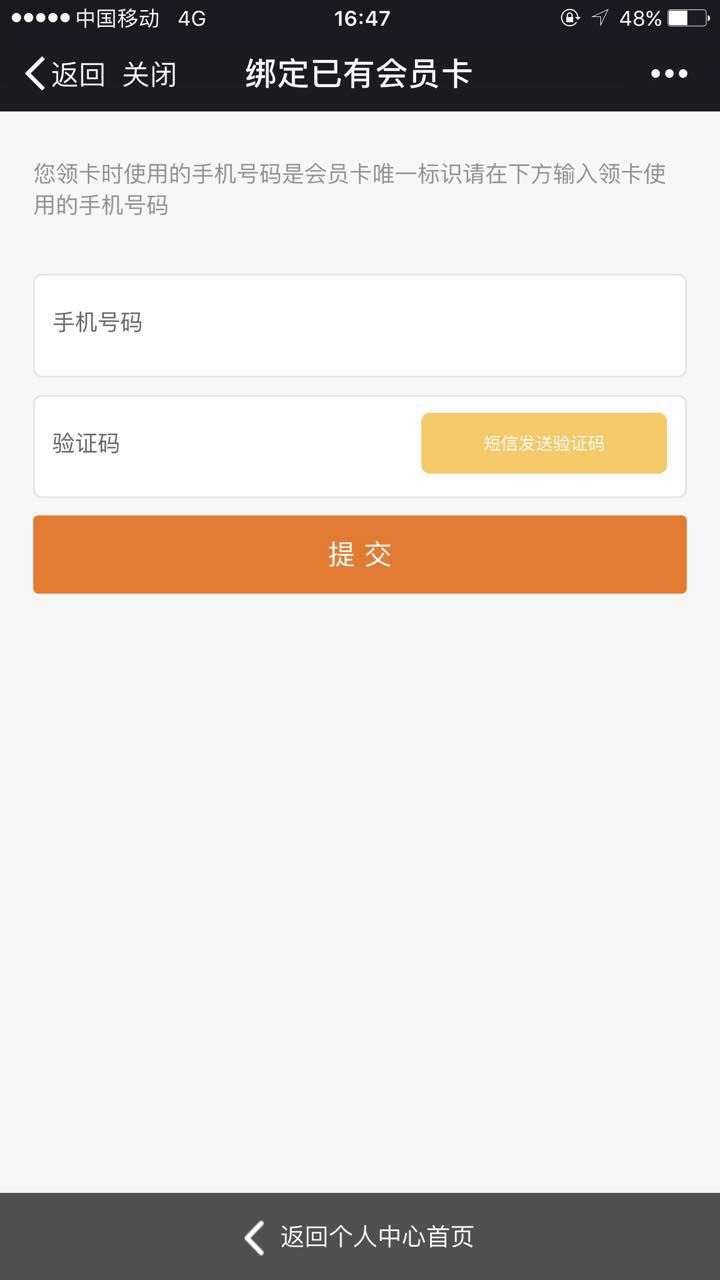 中国移动 4G 16:47 48%
返回 关闭 绑定已有会员卡
您领卡时使用的手机号码是会员卡唯一标识请在下方输入领卡使
用的手机号码
手机号码
验证码 短信发送验证码
提 交
返回个人中心首页